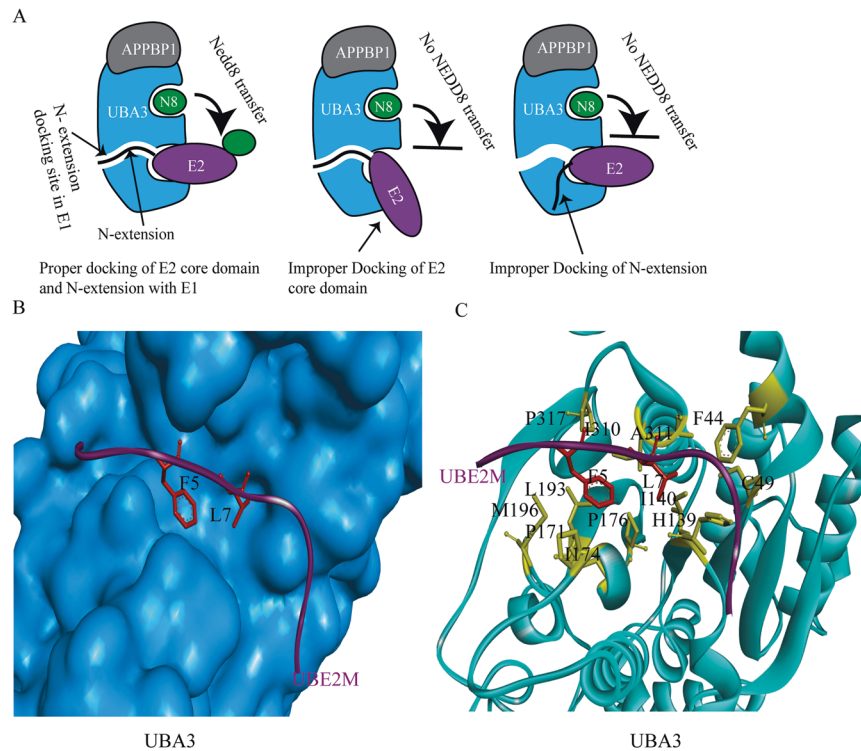 A
APPBP1
UBA3
N8
Nedd8 transfer
E2
N- extension
docking site in E1
N-extension
Proper docking of E2 core domain
and N-extension with E1
APPBP1
UBA3
N8
No NEDD8 transfer
E2
Improper Docking of E2
core domain
APPBP1
UBA3
N8
No NEDD8 transfer
E2
Improper Docking of N-extension
B
F5
L7
UBE2M
UBA3
C
P317
I310
A311
F44
UBE2M
L193
F5
L7
I140
C49
M196
P171
P176
H139
I174
UBA3